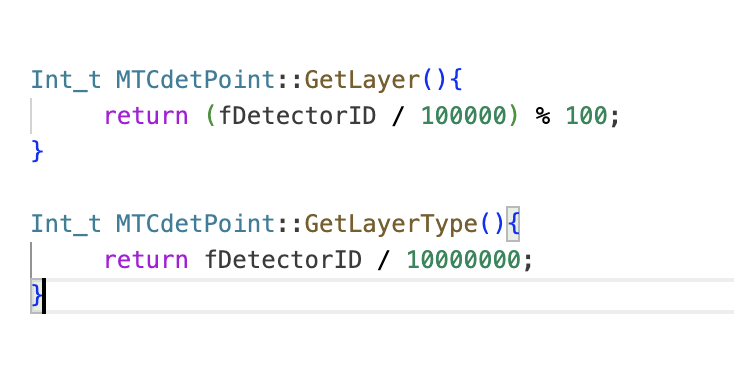 Int_t MTCdetPoint::GetLayer(){
return (fDetectorID / 100000) % 100;
}
Int_t MTCdetPoint::GetLayerType(){
return fDetectorID / 10000000;
}